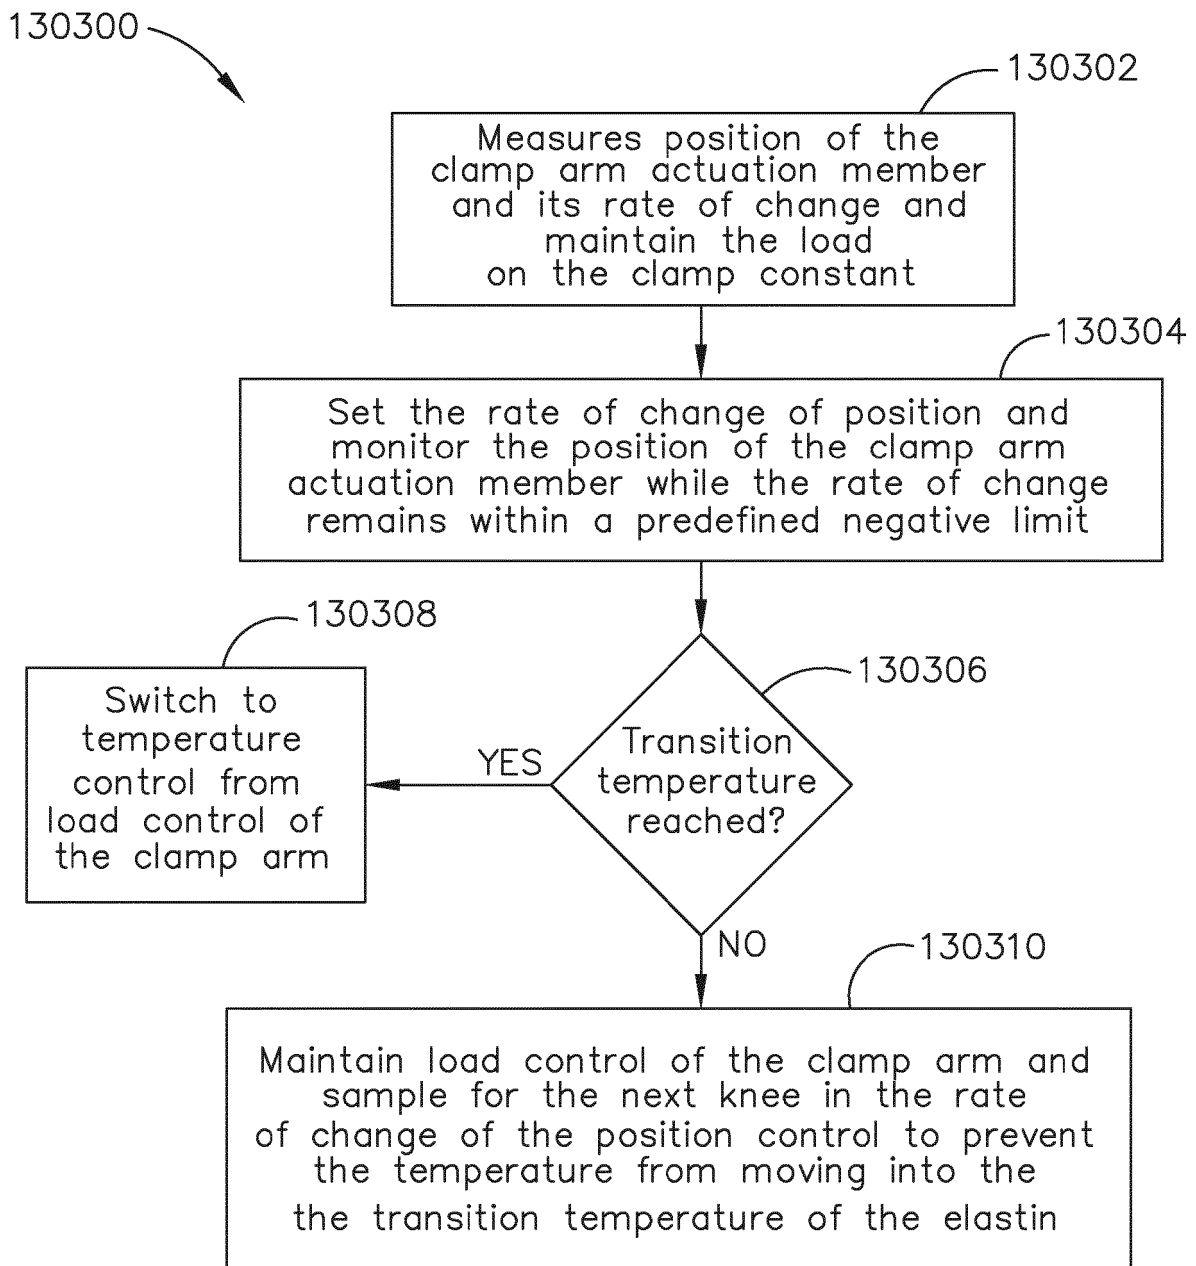 130300
130302
Measures position of the
clamp arm actuation member
and its rate of change and
maintain the load
on the clamp constant
130304
Set the rate of change of position and
monitor the position of the clamp arm
actuation member while the rate of change
remains within a predefined negative limit
130308
Switch to
temperature
control from
load control of
the clamp arm
YES
130306
Transition
temperature
reached?
NO
130310
Maintain load control of the clamp arm and
sample for the next knee in the rate
of change of the position control to prevent
the temperature from moving into the
the transition temperature of the elastin